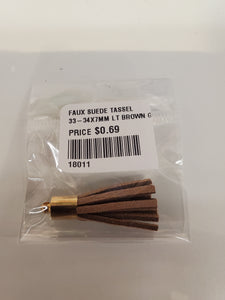 FAUX SUEDE TASSEL
33-34X7MM LT BROWN G
PRICE $0.69
18011